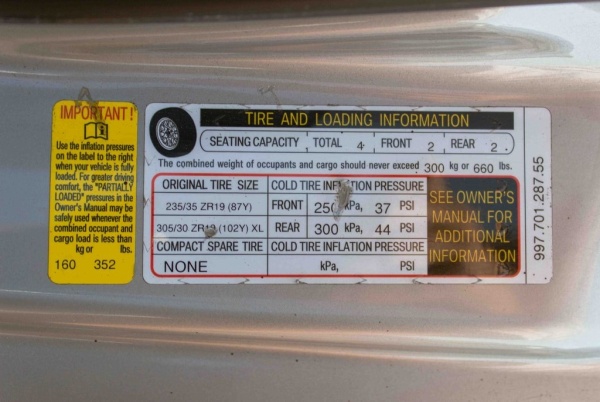 IMPORTANT!
Use the inflation pressures
on the label to the right
when your vehicle is fully
loaded. For greater driving
comfort, the "PARTIALLY
LOADED" pressures in the
Owner's Manual may be
safely used whenever the
combined occupant and
cargo load is less than
kg or lbs.
160 352
TIRE AND LOADING INFORMATION
SEATING CAPACITY TOTAL 4 FRONT 2 REAR 2
The combined weight of occupants and cargo should never exceed 300 kg or 660 lbs.
ORIGINAL TIRE SIZE COLD TIRE INFLATION PRESSURE
235/35 ZR19 (87Y) FRONT 250 kPa, 37 PSI
305/30 ZR19 (102Y) XL REAR 300 kPa, 44 PSI
COMPACT SPARE TIRE COLD TIRE INFLATION PRESSURE
NONE kPa, PSI
SEE OWNER'S
MANUAL FOR
ADDITIONAL
INFORMATION
997.701.287.55